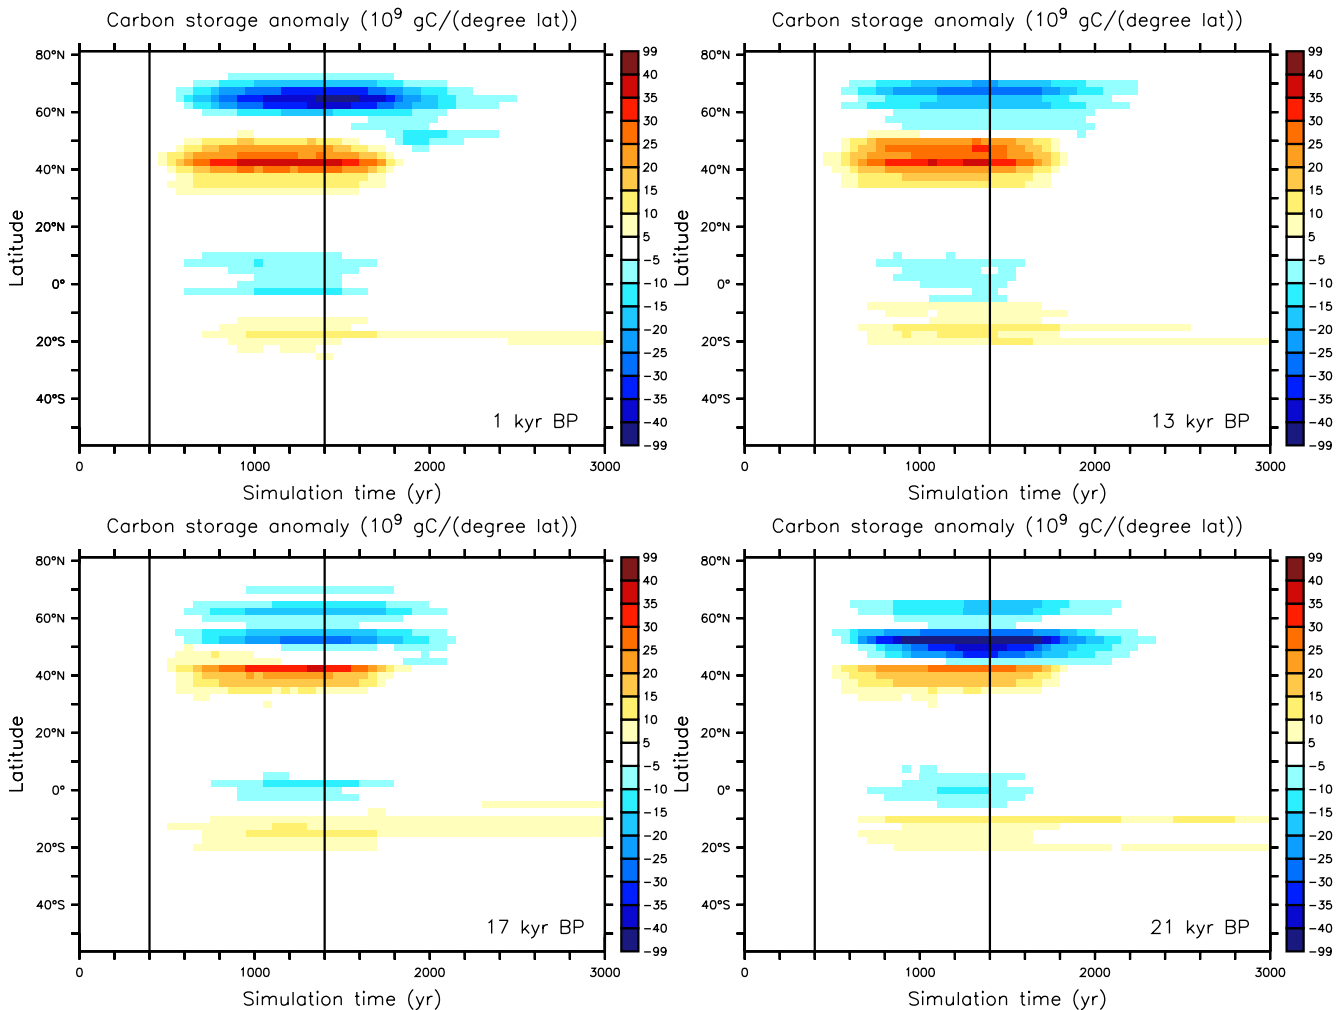 Carbon storage anomaly (10⁹ gC/(degree lat))
80°N
60°N
40°N
20°N
0°
20°S
40°S
Latitude
0
1000
2000
3000
Simulation time (yr)
1 kyr BP
99
40
35
30
25
20
15
10
5
−5
−10
−15
−20
−25
−30
−35
−40
−99
Carbon storage anomaly (10⁹ gC/(degree lat))
80°N
60°N
40°N
20°N
0°
20°S
40°S
Latitude
0
1000
2000
3000
Simulation time (yr)
13 kyr BP
99
40
35
30
25
20
15
10
5
−5
−10
−15
−20
−25
−30
−35
−40
−99
Carbon storage anomaly (10⁹ gC/(degree lat))
80°N
60°N
40°N
20°N
0°
20°S
40°S
Latitude
0
1000
2000
3000
Simulation time (yr)
17 kyr BP
99
40
35
30
25
20
15
10
5
−5
−10
−15
−20
−25
−30
−35
−40
−99
Carbon storage anomaly (10⁹ gC/(degree lat))
80°N
60°N
40°N
20°N
0°
20°S
40°S
Latitude
0
1000
2000
3000
Simulation time (yr)
21 kyr BP
99
40
35
30
25
20
15
10
5
−5
−10
−15
−20
−25
−30
−35
−40
−99